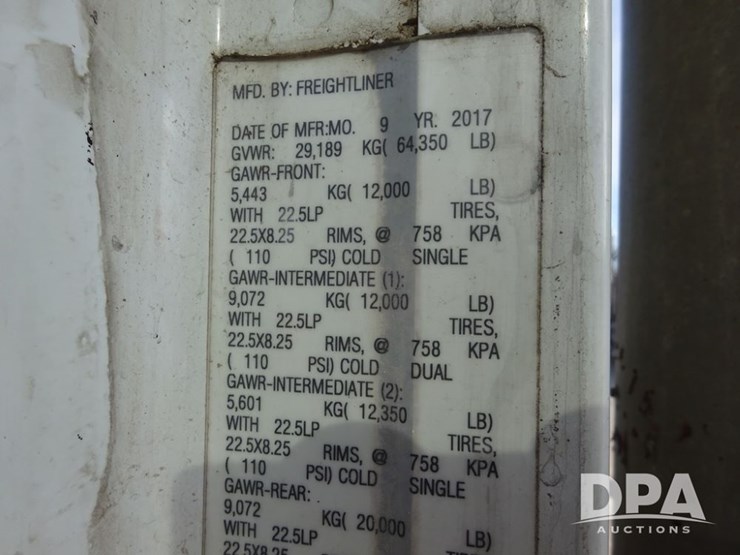 MFD. BY: FREIGHTLINER
DATE OF MFR:MO. 9 YR. 2017
GVWR: 29,189 KG( 64,350 LB)
GAWR-FRONT:
5,443 KG( 12,000 LB)
WITH 22.5LP TIRES,
22.5X8.25 RIMS, @ 758 KPA
( 110 PSI) COLD SINGLE
GAWR-INTERMEDIATE (1):
9,072 KG( 12,000 LB)
WITH 22.5LP TIRES,
22.5X8.25 RIMS, @ 758 KPA
( 110 PSI) COLD DUAL
GAWR-INTERMEDIATE (2):
5,601 KG( 12,350 LB)
WITH 22.5LP TIRES,
22.5X8.25 RIMS, @ 758 KPA
( 110 PSI) COLD SINGLE
GAWR-REAR:
9,072 KG( 20,000 LB)
WITH 22.5LP
22.5X8.25
DPA
AUCTIONS